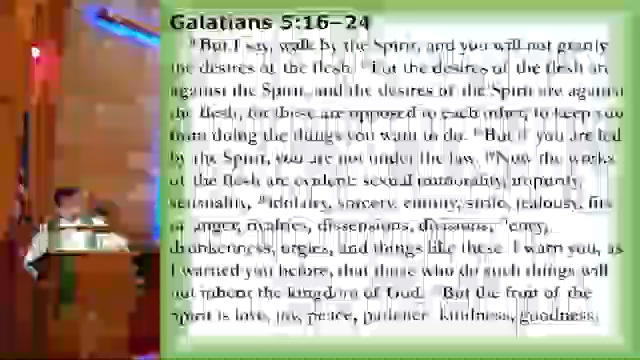 Galatians 5:16–24
But I say, walk by the Spirit, and you will not gratify
the desires of the flesh. For the desires of the flesh are
against the Spirit, and the desires of the Spirit are against
the flesh, for these are opposed to each other, to keep you
from doing the things you want to do. But if you are led
by the Spirit, you are not under the law. Now the works
of the flesh are evident: sexual immorality, impurity,
sensuality, idolatry, sorcery, enmity, strife, jealousy, fits
of anger, rivalries, dissensions, divisions, envy,
drunkenness, orgies, and things like these. I warn you, as
I warned you before, that those who do such things will
not inherit the kingdom of God. But the fruit of the
Spirit is love, joy, peace, patience, kindness, goodness,